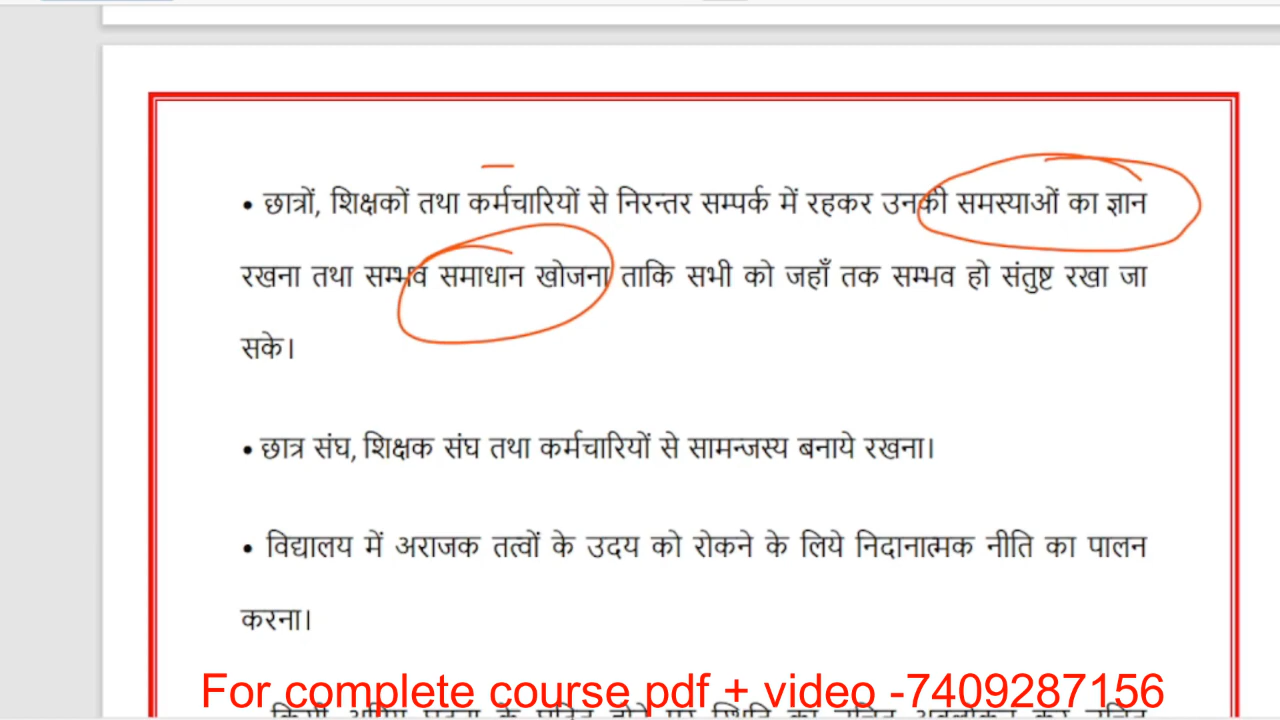 • छात्रों, शिक्षकों तथा कर्मचारियों से निरन्तर सम्पर्क में रहकर उनकी समस्याओं का ज्ञान
रखना तथा सम्भव समाधान खोजना ताकि सभी को जहाँ तक सम्भव हो संतुष्ट रखा जा
सके।
• छात्र संघ, शिक्षक संघ तथा कर्मचारियों से सामन्जस्य बनाये रखना।
• विद्यालय में अराजक तत्वों के उदय को रोकने के लिये निदानात्मक नीति का पालन
करना।
For complete course pdf + video -7409287156